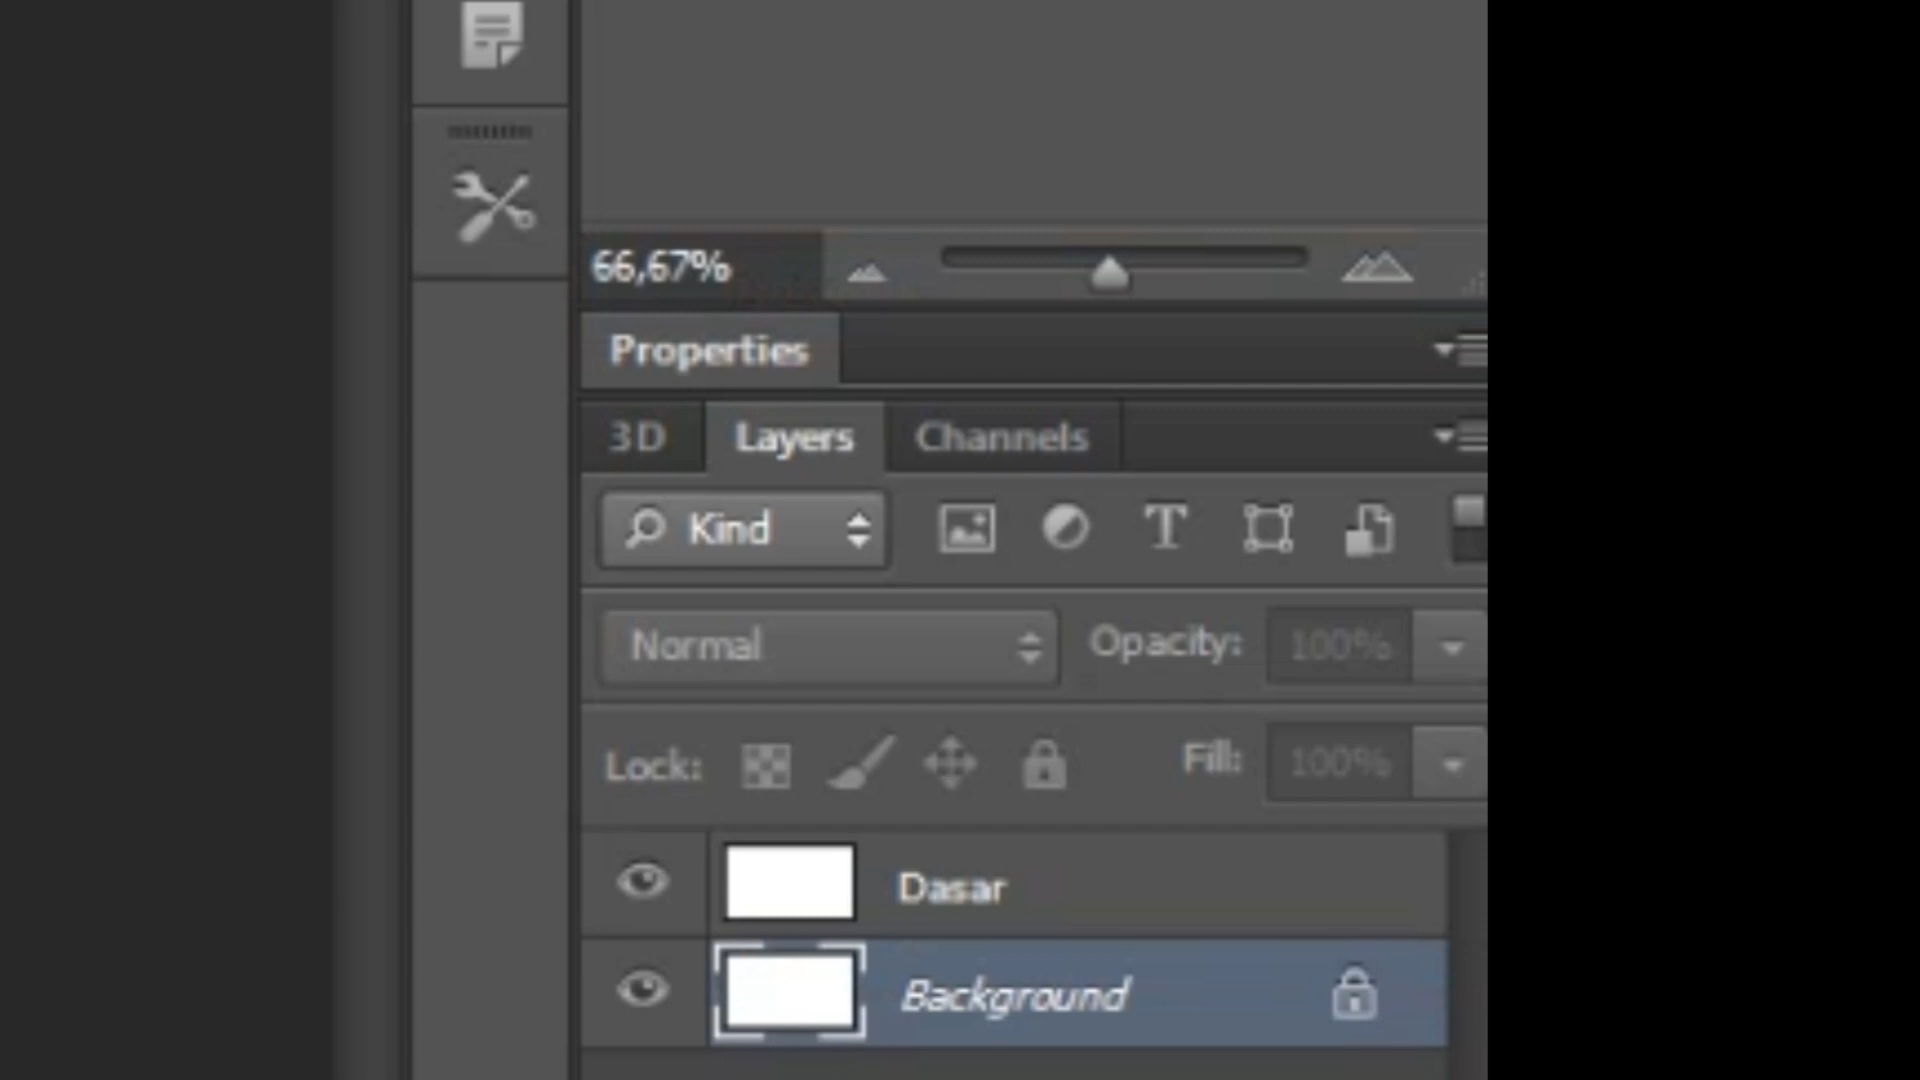 66,67%
Properties
3D Layers Channels
Kind T
Normal Opacity: 100%
Lock: Fill: 100%
Dasar
Background